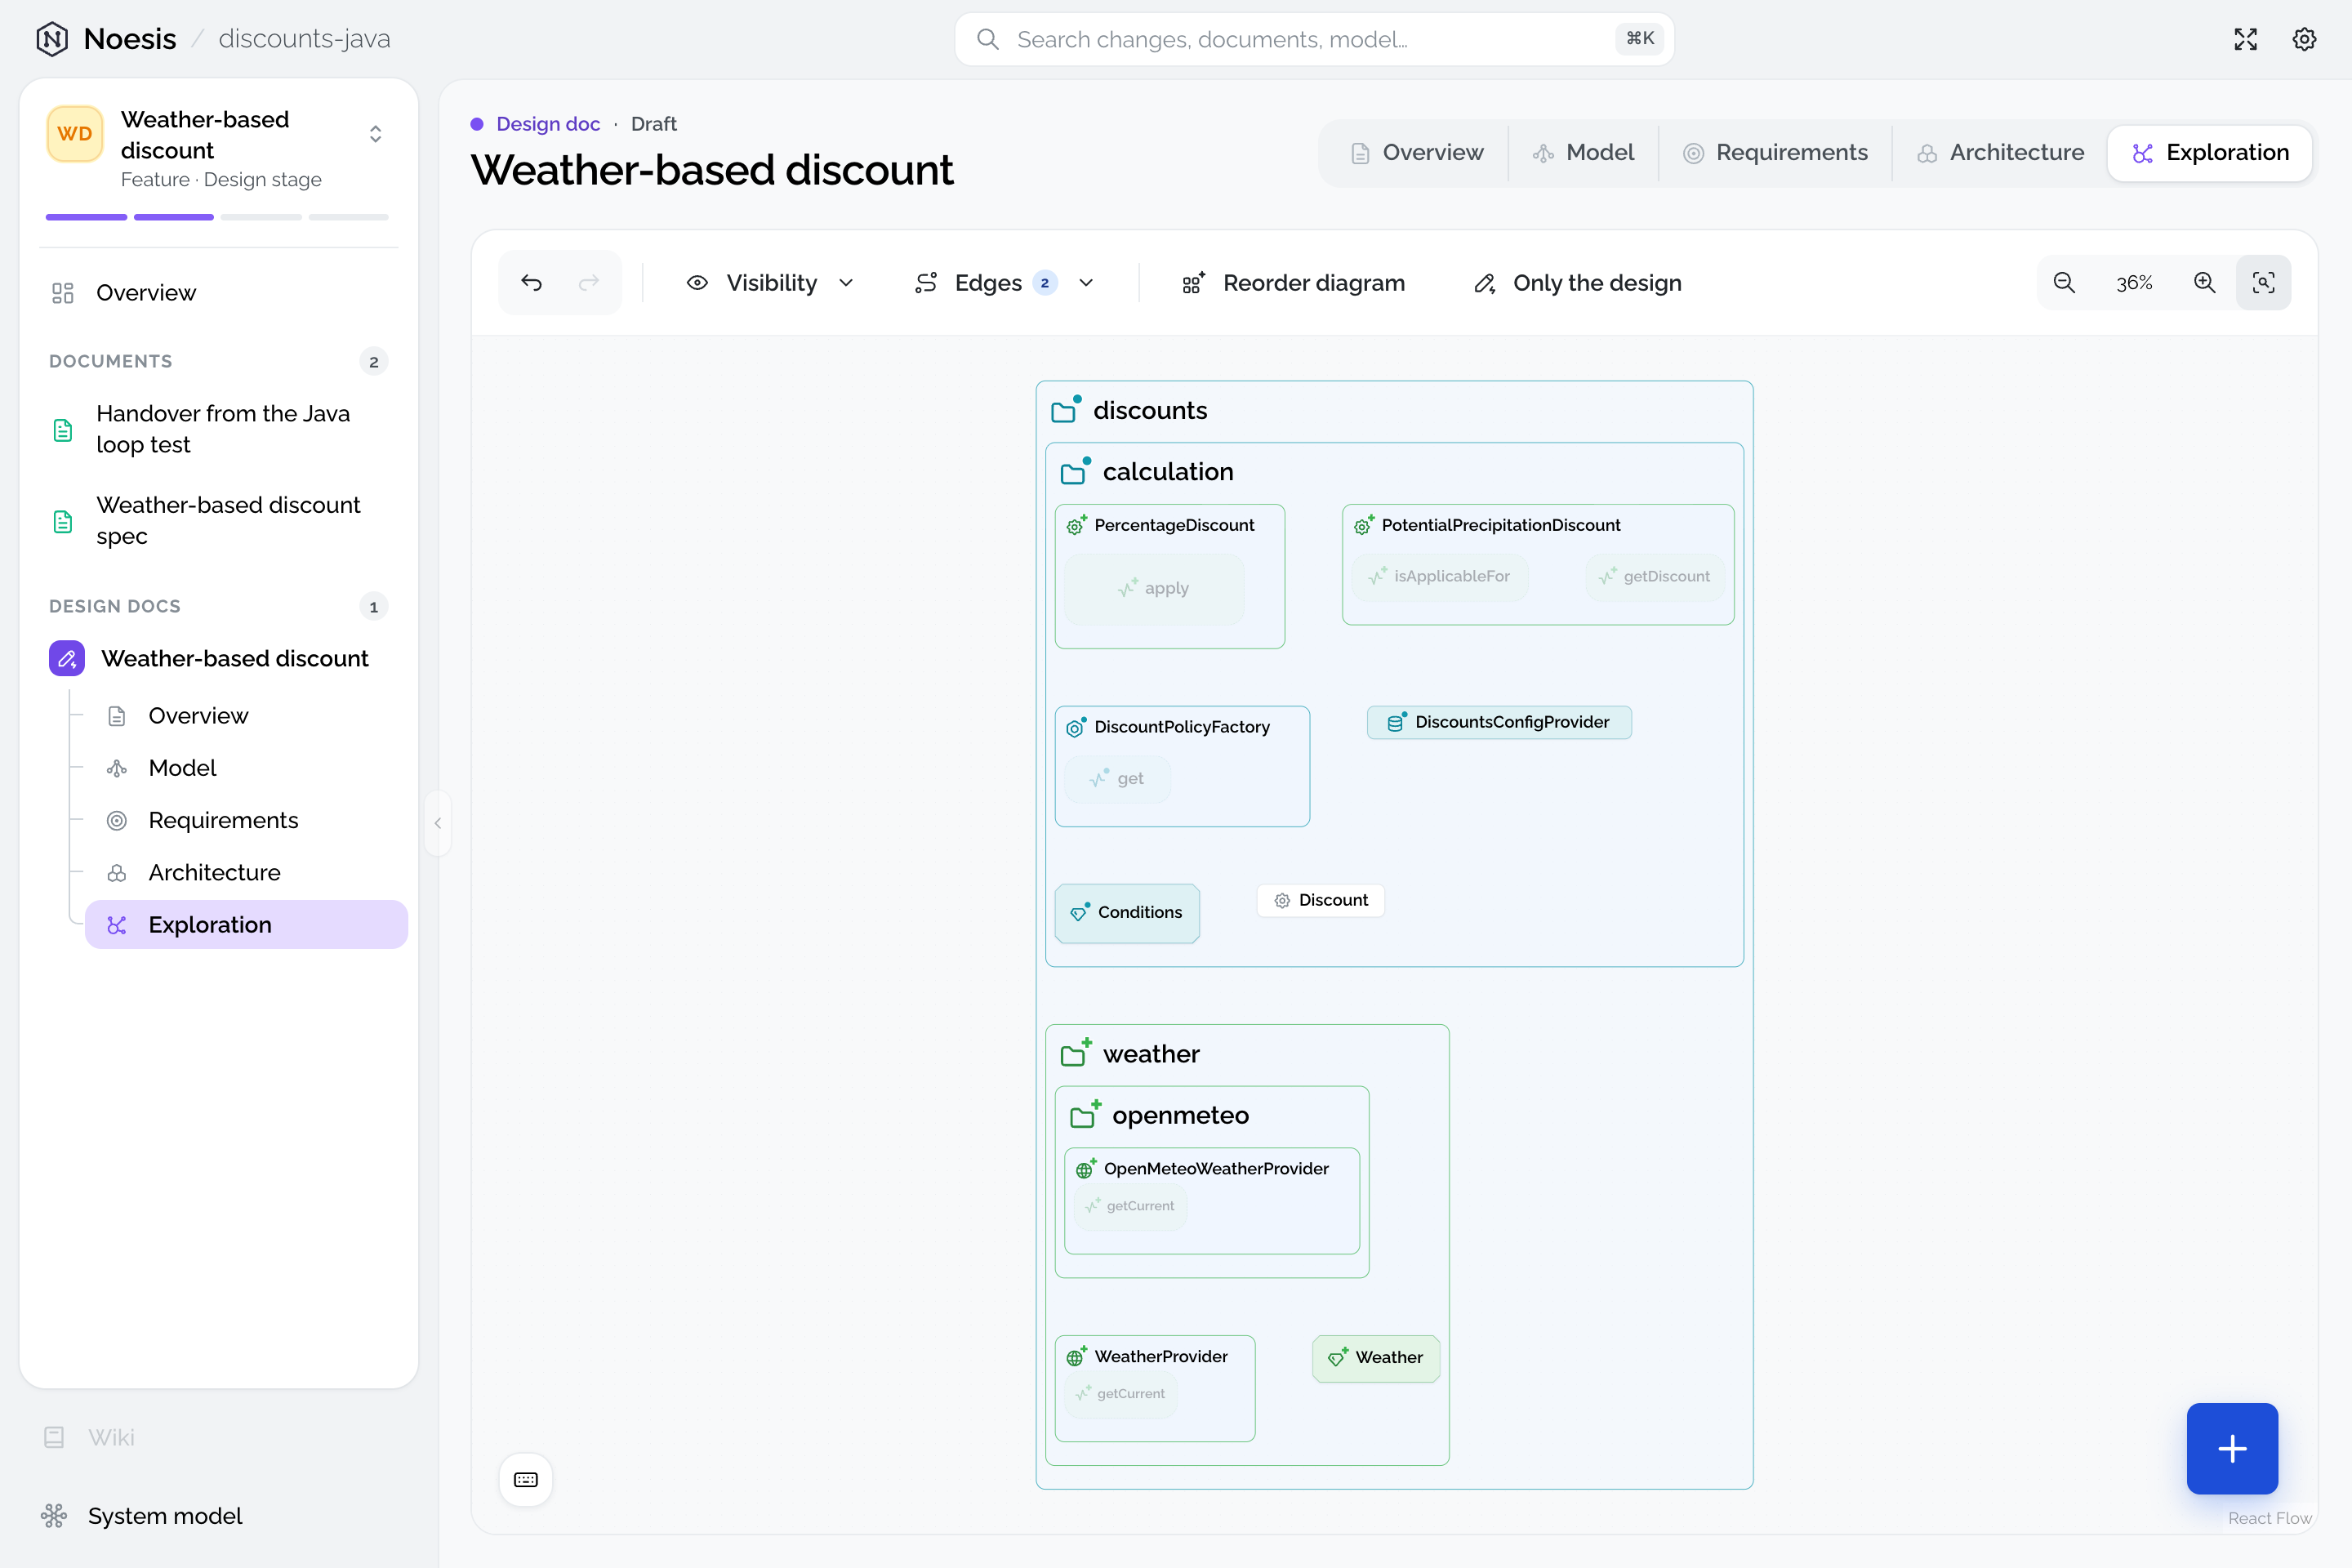 Noesis / discounts-java
Search changes, documents, model...
⌘K
WD
Weather-based
discount
Feature · Design stage
Overview
DOCUMENTS
2
Handover from the Java
loop test
Weather-based discount
spec
DESIGN DOCS
1
Weather-based discount
Overview
Model
Requirements
Architecture
Exploration
Wiki
System model
Design doc · Draft
Weather-based discount
Overview
Model
Requirements
Architecture
Exploration
Visibility
Edges 2
Reorder diagram
Only the design
36%
discounts
calculation
PercentageDiscount
apply
PotentialPrecipitationDiscount
isApplicableFor
getDiscount
DiscountPolicyFactory
get
DiscountsConfigProvider
Conditions
Discount
weather
openmeteo
OpenMeteoWeatherProvider
getCurrent
WeatherProvider
getCurrent
Weather
React Flow